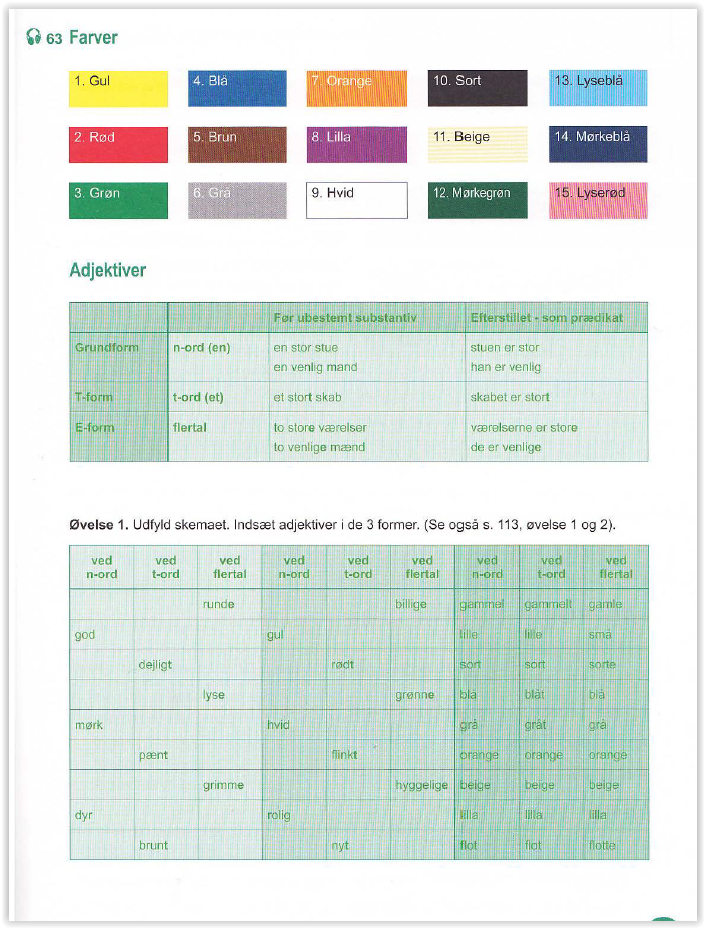 63 Farver
1. Gul 4. Blå 7. Orange 10. Sort 13. Lyseblå
2. Rød 5. Brun 8. Lilla 11. Beige 14. Mørkeblå
3. Grøn 6. Grå 9. Hvid 12. Mørkegrøn 15. Lyserød
Adjektiver
Før ubestemt substantiv Efterstillet - som prædikat
Grundform n-ord (en) en stor stue stuen er stor
en venlig mand han er venlig
T-form t-ord (et) et stort skab skabet er stort
E-form flertal to store værelser værelserne er store
to venlige mænd de er venlige
Øvelse 1. Udfyld skemaet. Indsæt adjektiver i de 3 former. (Se også s. 113, øvelse 1 og 2).
ved ved ved ved ved ved ved ved ved
n-ord t-ord flertal n-ord t-ord flertal n-ord t-ord flertal
runde billige gammel gammelt gamle
god gul lille lille små
dejligt rødt sort sort sorte
lyse grønne blå blåt blå
mørk hvid grå gråt grå
pænt flinkt orange orange orange
grimme hyggelige beige beige beige
dyr rolig lilla lilla lilla
brunt nyt flot flot flotte